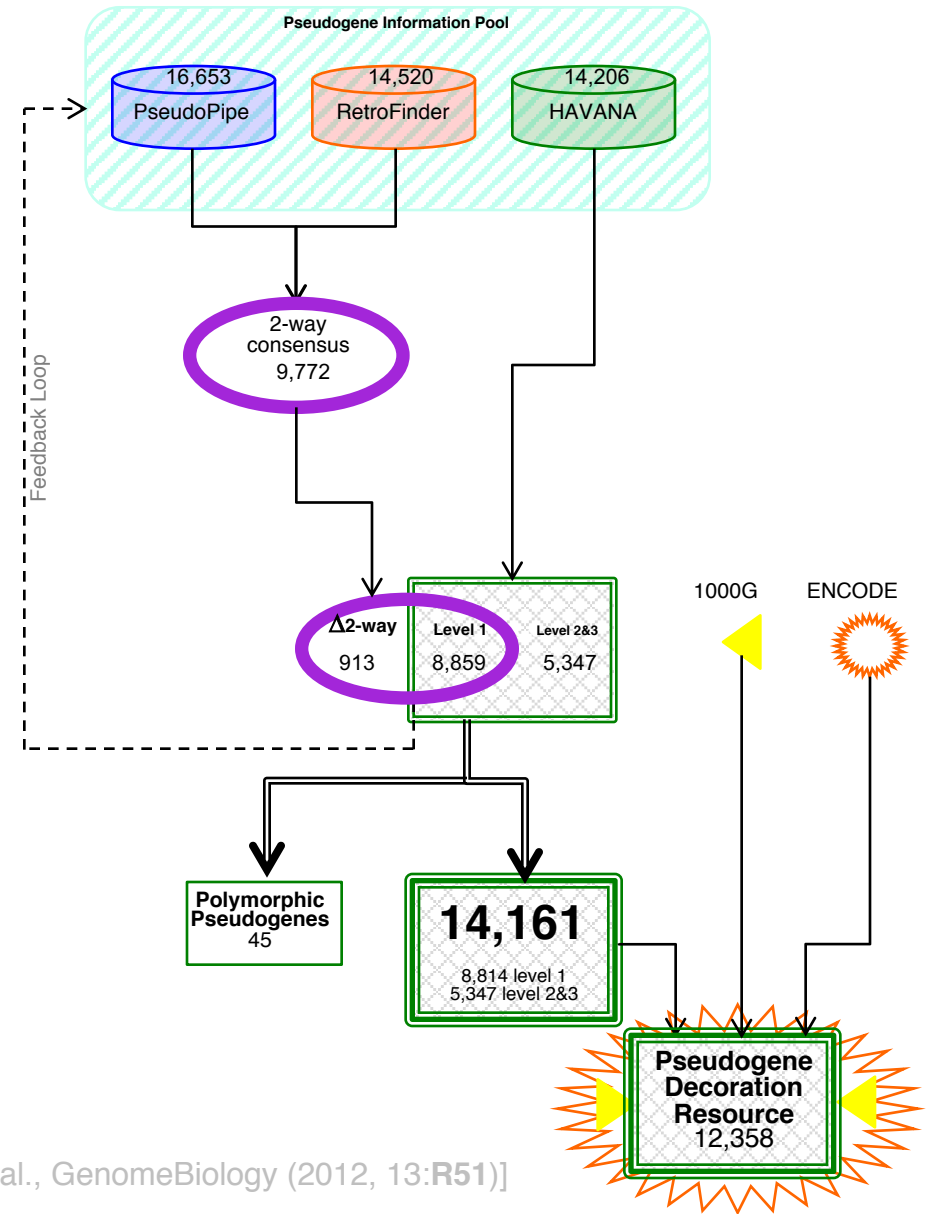 Pseudogene Information Pool
16,653
PseudoPipe
14,520
RetroFinder
14,206
HAVANA
Feedback Loop
2-way
consensus
9,772
Δ2-way
913
Level 1
8,859
Level 2&3
5,347
1000G
ENCODE
Polymorphic
Pseudogenes
45
14,161
8,814 level 1
5,347 level 2&3
Pseudogene
Decoration
Resource
12,358
al., GenomeBiology (2012, 13:R51)]